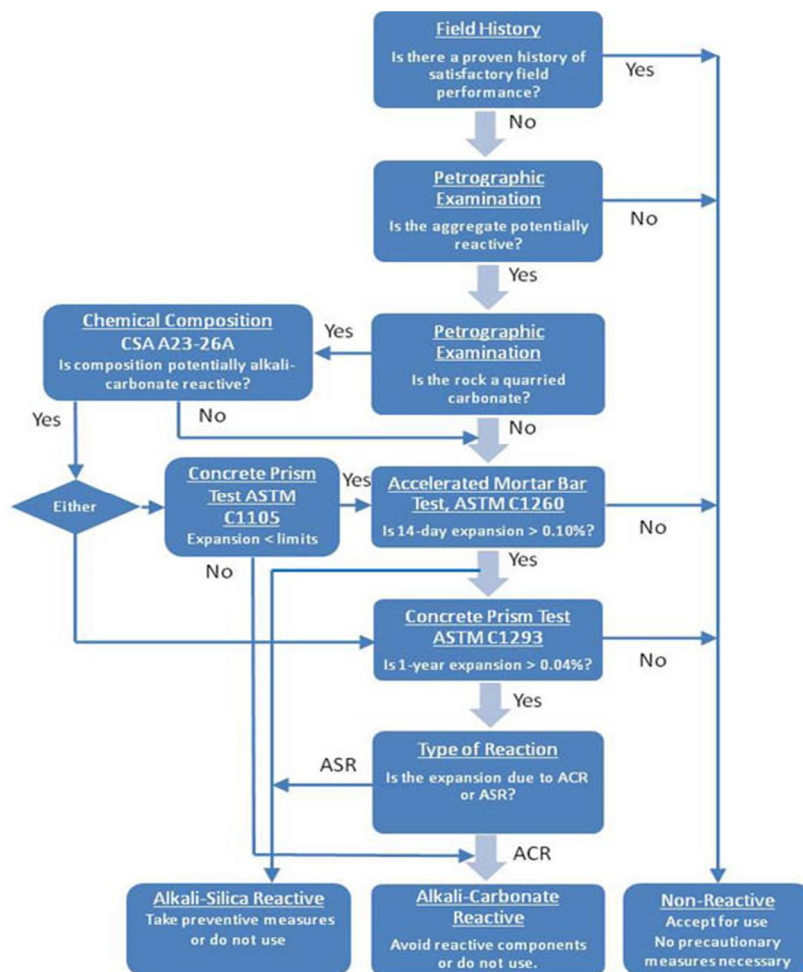 Field History
Is there a proven history of
satisfactory field
performance?
Yes
No
Petrographic
Examination
Is the aggregate potentially
reactive?
No
Yes
Chemical Composition
CSA A23-26A
Is composition potentially alkali-
carbonate reactive?
Yes
Petrographic
Examination
Is the rock a quarried
carbonate?
Yes
No
No
Either
Concrete Prism
Test ASTM
C1105
Expansion < limits
Yes
No
Accelerated Mortar Bar
Test, ASTM C1260
Is 14-day expansion > 0.10%?
No
Yes
Concrete Prism Test
ASTM C1293
Is 1-year expansion > 0.04%?
No
Yes
Type of Reaction
Is the expansion due to ACR
or ASR?
ASR
ACR
Alkali-Silica Reactive
Take preventive measures
or do not use
Alkali-Carbonate
Reactive
Avoid reactive components
or do not use.
Non-Reactive
Accept for use
No precautionary
measures necessary